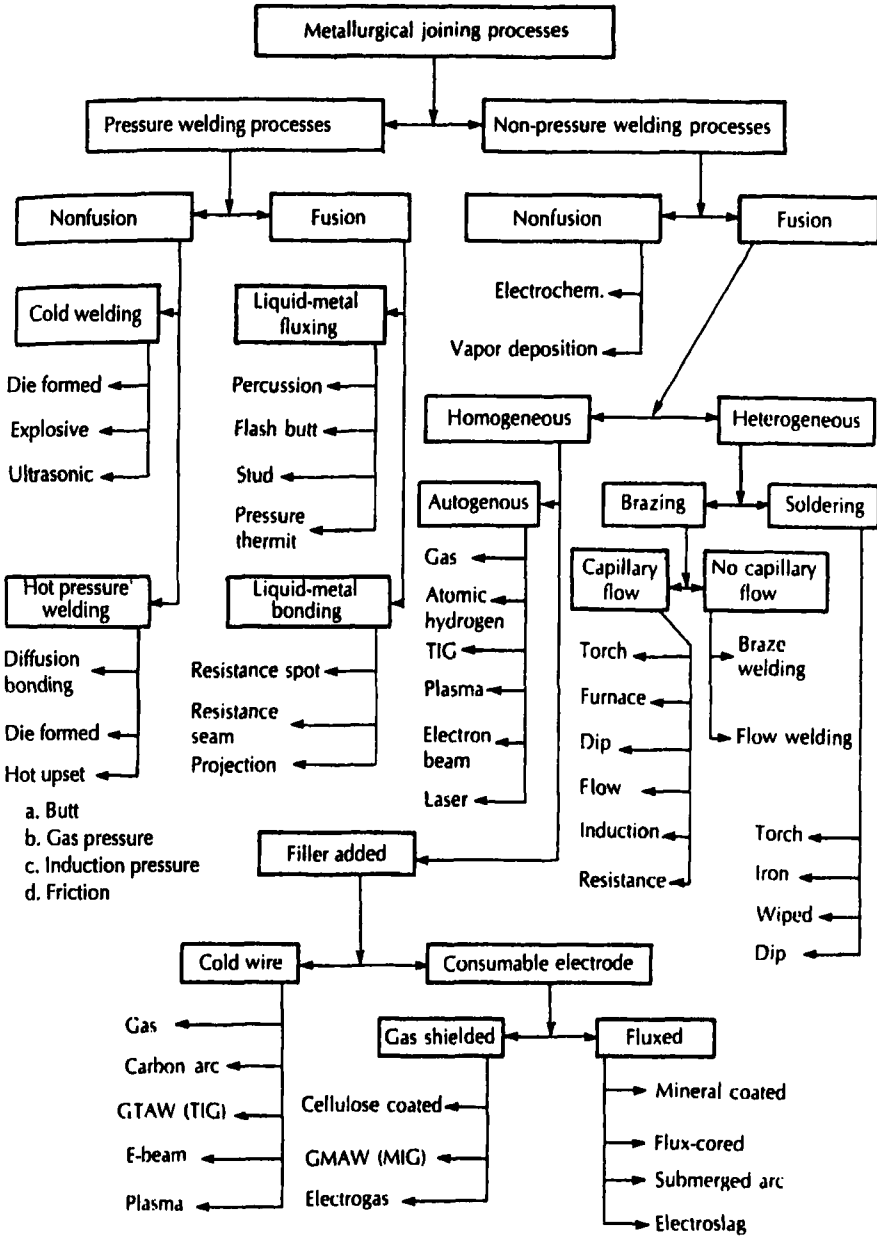 Metallurgical joining processes
Pressure welding processes
Non-pressure welding processes
Nonfusion
Fusion
Nonfusion
Fusion
Cold welding
Die formed
Explosive
Ultrasonic
Hot pressure'
welding
Diffusion
bonding
Die formed
Hot upset
a. Butt
b. Gas pressure
c. Induction pressure
d. Friction
Liquid-metal
fluxing
Percussion
Flash butt
Stud
Pressure
thermit
Liquid-metal
bonding
Resistance spot
Resistance
seam
Projection
Electrochem.
Vapor deposition
Homogeneous
Heterogeneous
Autogenous
Gas
Atomic
hydrogen
TIG
Plasma
Electron
beam
Laser
Brazing
Soldering
Capillary
flow
No capillary
flow
Torch
Furnace
Dip
Flow
Induction
Resistance
Braze
welding
Flow welding
Torch
Iron
Wiped
Dip
Filler added
Cold wire
Consumable electrode
Gas
Carbon arc
GTAW (TIG)
E-beam
Plasma
Gas shielded
Fluxed
Cellulose coated
GMAW (MIG)
Electrogas
Mineral coated
Flux-cored
Submerged arc
Electroslag